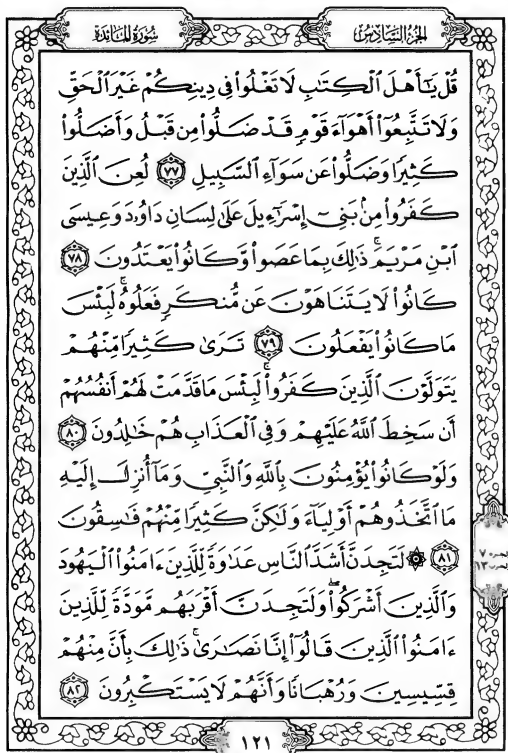 الجزء السادس
سورة المائدة
قُلْ يَٰٓأَهْلَ ٱلْكِتَٰبِ لَا تَغْلُوا۟ فِى دِينِكُمْ غَيْرَ ٱلْحَقِّ
وَلَا تَتَّبِعُوٓا۟ أَهْوَآءَ قَوْمٍ قَدْ ضَلُّوا۟ مِن قَبْلُ وَأَضَلُّوا۟
كَثِيرًا وَضَلُّوا۟ عَن سَوَآءِ ٱلسَّبِيلِ ٧٧ لُعِنَ ٱلَّذِينَ
كَفَرُوا۟ مِنۢ بَنِىٓ إِسْرَٰٓءِيلَ عَلَىٰ لِسَانِ دَاوُۥدَ وَعِيسَى
ٱبْنِ مَرْيَمَ ۚ ذَٰلِكَ بِمَا عَصَوا۟ وَّكَانُوا۟ يَعْتَدُونَ ٧٨
كَانُوا۟ لَا يَتَنَاهَوْنَ عَن مُّنكَرٍ فَعَلُوهُ ۚ لَبِئْسَ
مَا كَانُوا۟ يَفْعَلُونَ ٧٩ تَرَىٰ كَثِيرًا مِّنْهُمْ
يَتَوَلَّوْنَ ٱلَّذِينَ كَفَرُوا۟ ۚ لَبِئْسَ مَا قَدَّمَتْ لَهُمْ أَنفُسُهُمْ
أَن سَخِطَ ٱللَّهُ عَلَيْهِمْ وَفِى ٱلْعَذَابِ هُمْ خَٰلِدُونَ ٨٠
وَلَوْ كَانُوا۟ يُؤْمِنُونَ بِٱللَّهِ وَٱلنَّبِىِّ وَمَآ أُنزِلَ إِلَيْهِ
مَا ٱتَّخَذُوهُمْ أَوْلِيَآءَ وَلَٰكِنَّ كَثِيرًا مِّنْهُمْ فَٰسِقُونَ
٨١ ۞ لَتَجِدَنَّ أَشَدَّ ٱلنَّاسِ عَدَٰوَةً لِّلَّذِينَ ءَامَنُوا۟ ٱلْيَهُودَ
وَٱلَّذِينَ أَشْرَكُوا۟ ۖ وَلَتَجِدَنَّ أَقْرَبَهُم مَّوَدَّةً لِّلَّذِينَ
ءَامَنُوا۟ ٱلَّذِينَ قَالُوٓا۟ إِنَّا نَصَٰرَىٰ ۚ ذَٰلِكَ بِأَنَّ مِنْهُمْ
قِسِّيسِينَ وَرُهْبَانًا وَأَنَّهُمْ لَا يَسْتَكْبِرُونَ ٨٢
٧
١٣
١٢١